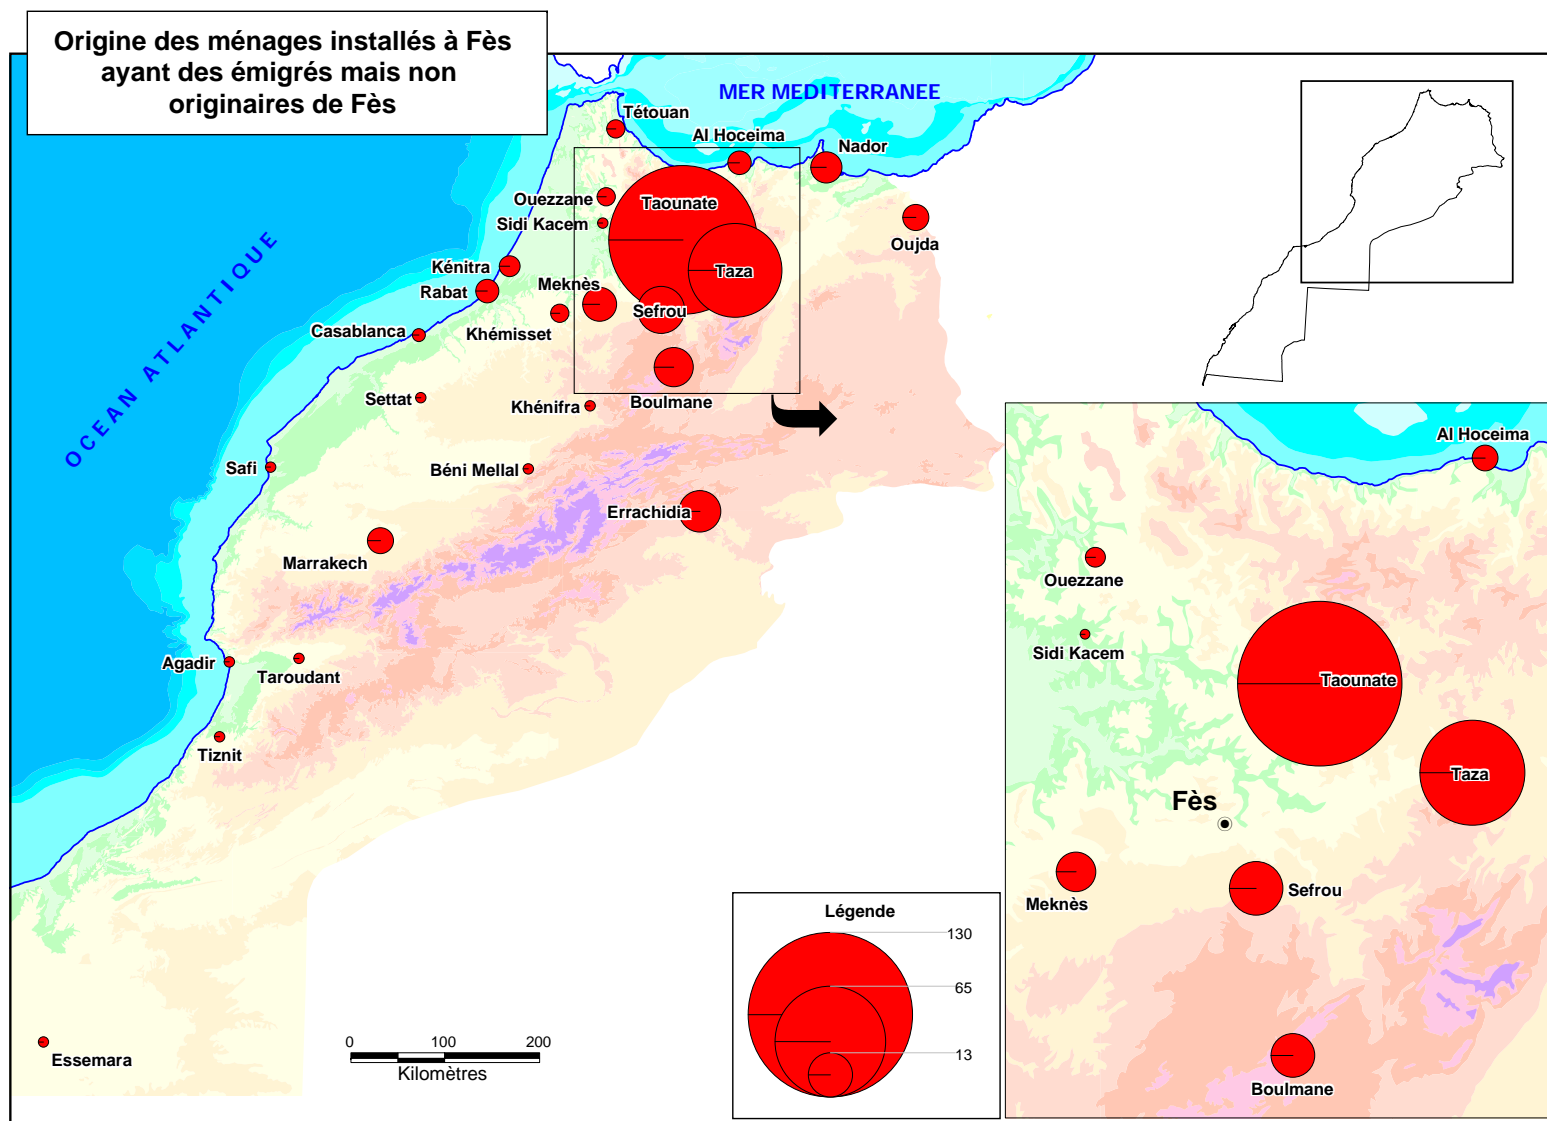 Origine des ménages installés à Fès
ayant des émigrés mais non
originaires de Fès
MER MEDITERRANEE
OCEAN ATLANTIQUE
Tétouan
Al Hoceima
Nador
Ouezzane
Taounate
Sidi Kacem
Oujda
Kénitra
Taza
Meknès
Rabat
Sefrou
Casablanca
Khémisset
Settat
Khénifra
Boulmane
Safi
Béni Mellal
Errachidia
Marrakech
Agadir
Taroudant
Tiznit
Essemara
0
100
200
Kilomètres
Légende
130
65
13
Al Hoceima
Ouezzane
Sidi Kacem
Taounate
Taza
Fès
Meknès
Sefrou
Boulmane